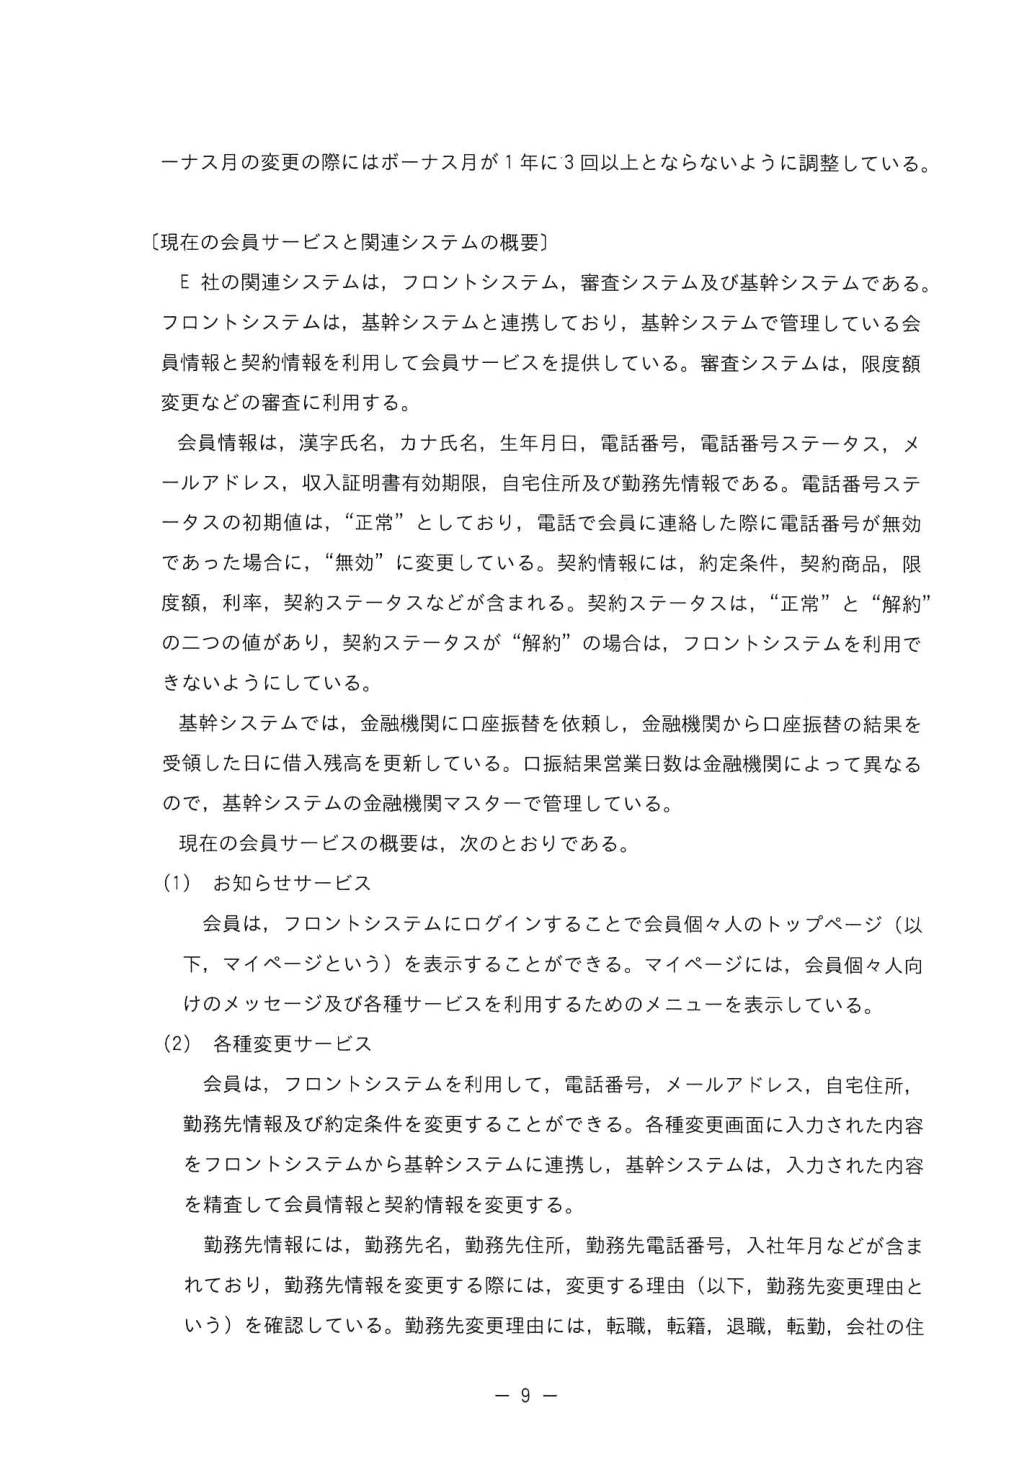 ーナス月の変更の際にはボーナス月が1年に3回以上とならないように調整している。
〔現在の会員サービスと関連システムの概要〕
E 社の関連システムは，フロントシステム，審査システム及び基幹システムである。
フロントシステムは，基幹システムと連携しており，基幹システムで管理している会
員情報と契約情報を利用して会員サービスを提供している。審査システムは，限度額
変更などの審査に利用する。
会員情報は，漢字氏名，カナ氏名，生年月日，電話番号，電話番号ステータス，メ
ールアドレス，収入証明書有効期限，自宅住所及び勤務先情報である。電話番号ステ
ータスの初期値は，“正常”としており，電話で会員に連絡した際に電話番号が無効
であった場合に，“無効”に変更している。契約情報には，約定条件，契約商品，限
度額，利率，契約ステータスなどが含まれる。契約ステータスは，“正常”と“解約”
の二つの値があり，契約ステータスが“解約”の場合は，フロントシステムを利用で
きないようにしている。
基幹システムでは，金融機関に口座振替を依頼し，金融機関から口座振替の結果を
受領した日に借入残高を更新している。口振結果営業日数は金融機関によって異なる
ので，基幹システムの金融機関マスターで管理している。
現在の会員サービスの概要は，次のとおりである。
(1) お知らせサービス
会員は，フロントシステムにログインすることで会員個々人のトップページ（以
下，マイページという）を表示することができる。マイページには，会員個々人向
けのメッセージ及び各種サービスを利用するためのメニューを表示している。
(2) 各種変更サービス
会員は，フロントシステムを利用して，電話番号，メールアドレス，自宅住所，
勤務先情報及び約定条件を変更することができる。各種変更画面に入力された内容
をフロントシステムから基幹システムに連携し，基幹システムは，入力された内容
を精査して会員情報と契約情報を変更する。
勤務先情報には，勤務先名，勤務先住所，勤務先電話番号，入社年月などが含ま
れており，勤務先情報を変更する際には，変更する理由（以下，勤務先変更理由と
いう）を確認している。勤務先変更理由には，転職，転籍，退職，転勤，会社の住
― 9 ―